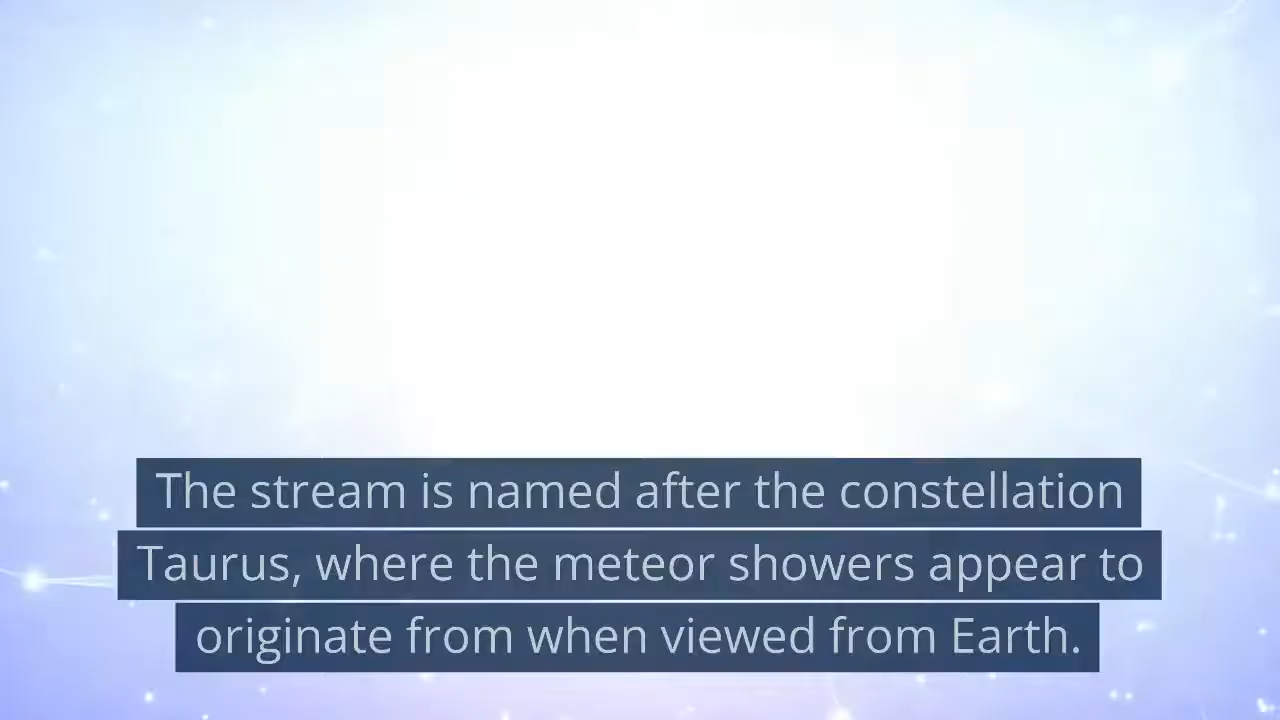 The stream is named after the constellation
Taurus, where the meteor showers appear to
originate from when viewed from Earth.